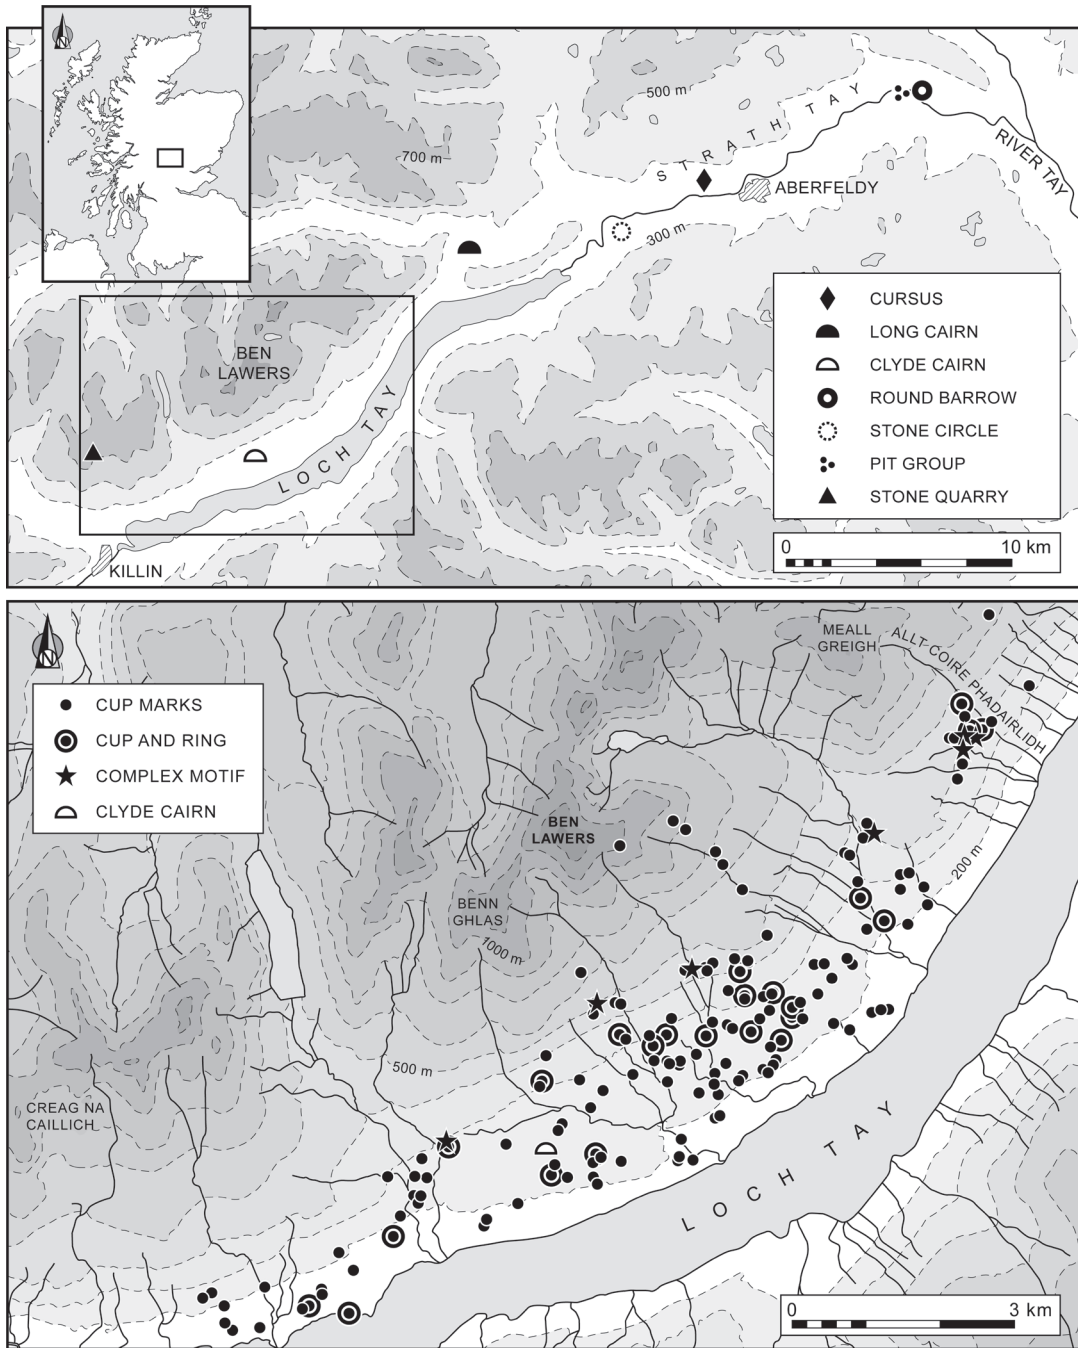 N
500 m
700 m
STRATH TAY
RIVER TAY
ABERFELDY
300 m
CURSUS
LONG CAIRN
CLYDE CAIRN
ROUND BARROW
STONE CIRCLE
PIT GROUP
STONE QUARRY
BEN
LAWERS
LOCH TAY
KILLIN
0 10 km
N
CUP MARKS
CUP AND RING
COMPLEX MOTIF
CLYDE CAIRN
MEALL
GREIGH
ALLT COIRE PHADAIRLIDH
BEN
LAWERS
200 m
BENN
GHLAS
1000 m
500 m
CREAG NA
CAILLICH
LOCH TAY
0 3 km